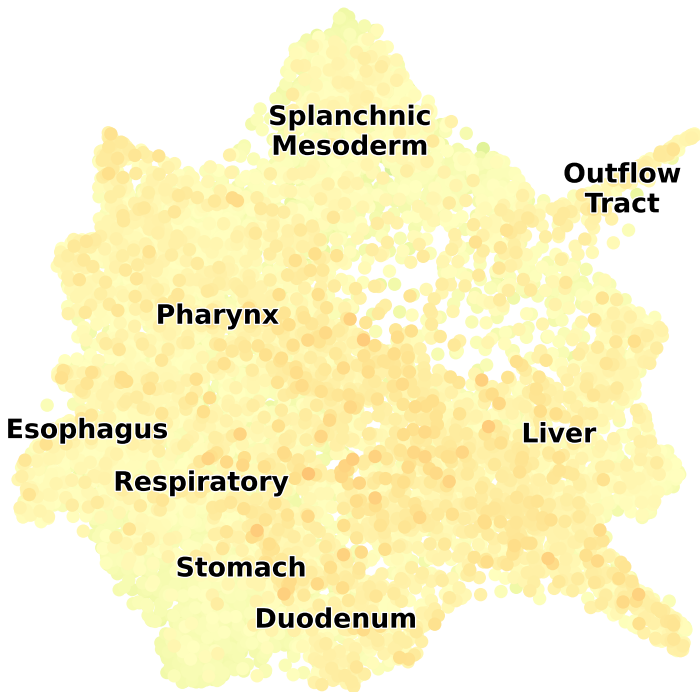 Splanchnic
Mesoderm
Outflow
Tract
Pharynx
Esophagus
Liver
Respiratory
Stomach
Duodenum